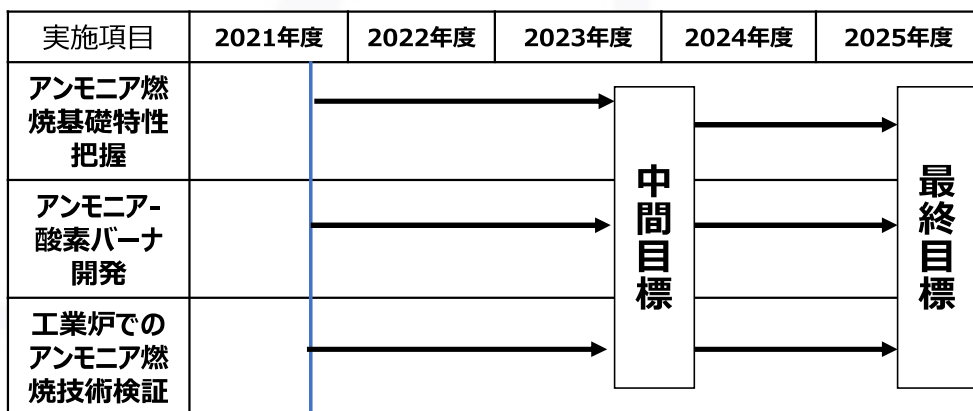 実施項目 2021年度 2022年度 2023年度 2024年度 2025年度
アンモニア燃
焼基礎特性
把握
アンモニア-
酸素バーナ
開発
工業炉での
アンモニア燃
焼技術検証
中間目標
最終目標